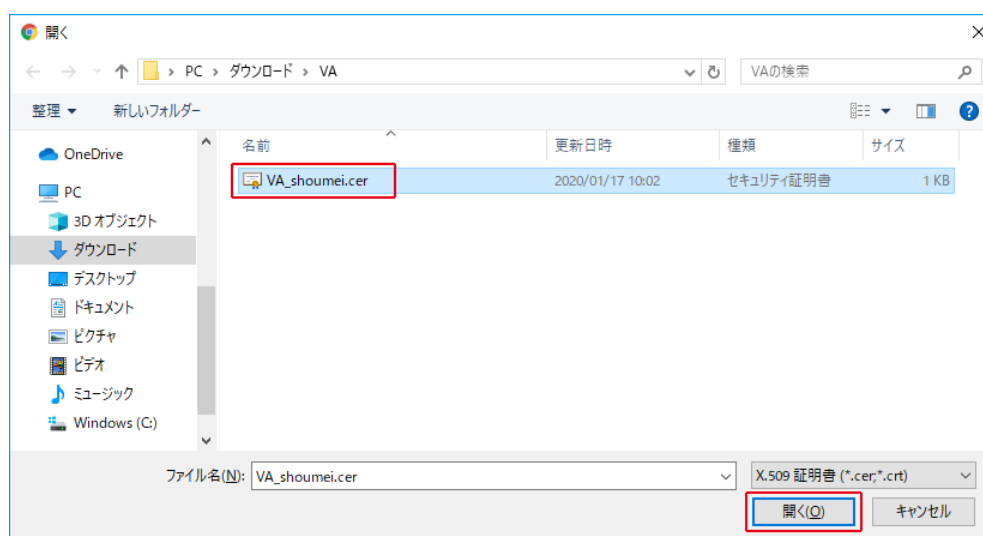 開く
PC › ダウンロード › VA
VAの検索
整理
新しいフォルダー
名前
更新日時
種類
サイズ
VA_shoumei.cer
2020/01/17 10:02
セキュリティ証明書
1 KB
OneDrive
PC
3D オブジェクト
ダウンロード
デスクトップ
ドキュメント
ピクチャ
ビデオ
ミュージック
Windows (C:)
ファイル名(N):
VA_shoumei.cer
X.509 証明書 (*.cer;*.crt)
開く(O)
キャンセル